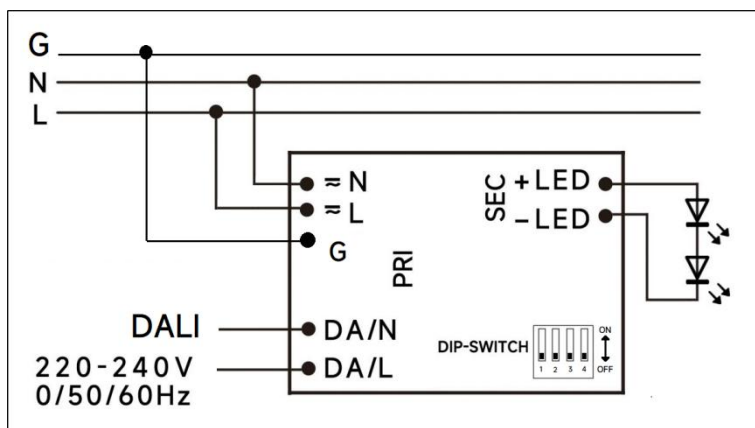 G
N
L
≂ N
≂ L
G
PRI
SEC
+LED
−LED
DALI
DA/N
220-240V
0/50/60Hz
DA/L
DIP-SWITCH
1 2 3 4
ON
OFF